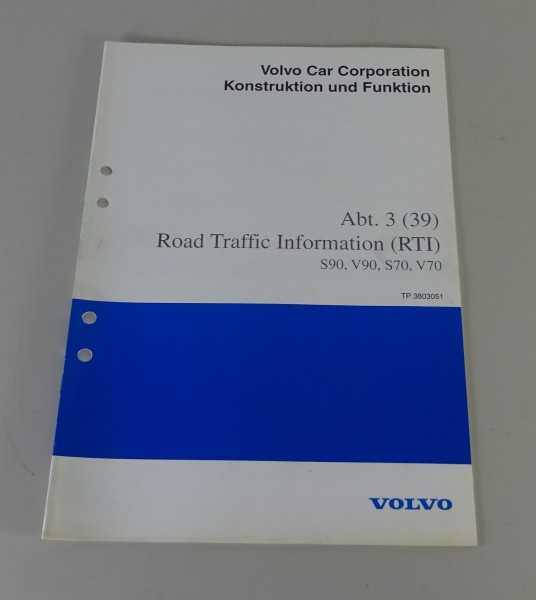 Volvo Car Corporation
Konstruktion und Funktion
Abt. 3 (39)
Road Traffic Information (RTI)
S90, V90, S70, V70
TP 3803051
VOLVO